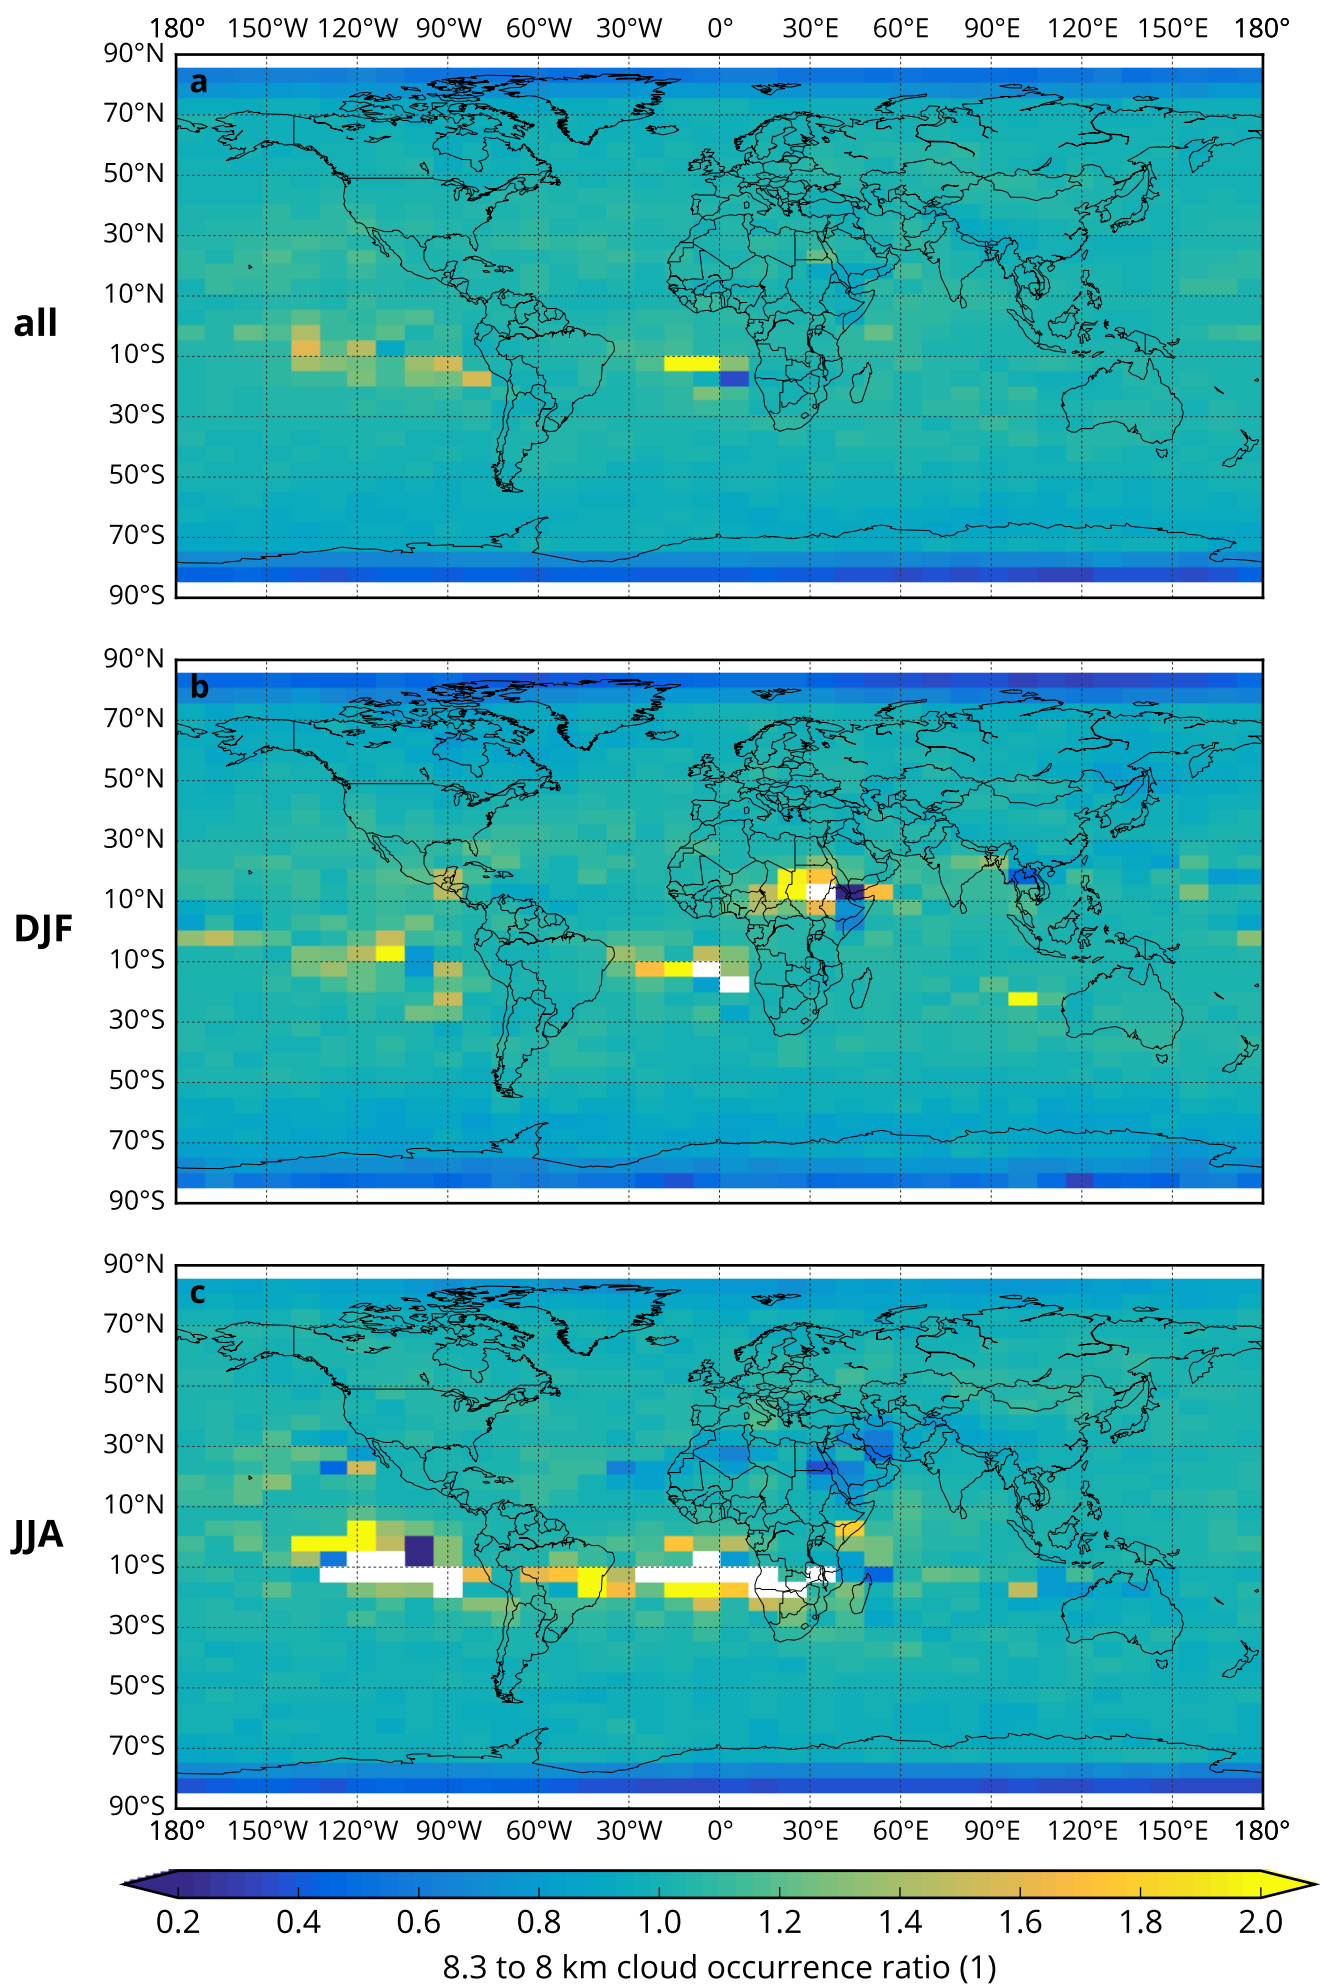 180° 150°W 120°W 90°W 60°W 30°W 0° 30°E 60°E 90°E 120°E 150°E 180°
90°N
a
70°N
50°N
30°N
10°N
all
10°S
30°S
50°S
70°S
90°S
90°N
b
70°N
50°N
30°N
10°N
DJF
10°S
30°S
50°S
70°S
90°S
90°N
c
70°N
50°N
30°N
10°N
JJA
10°S
30°S
50°S
70°S
90°S
180° 150°W 120°W 90°W 60°W 30°W 0° 30°E 60°E 90°E 120°E 150°E 180°
0.2 0.4 0.6 0.8 1.0 1.2 1.4 1.6 1.8 2.0
8.3 to 8 km cloud occurrence ratio (1)